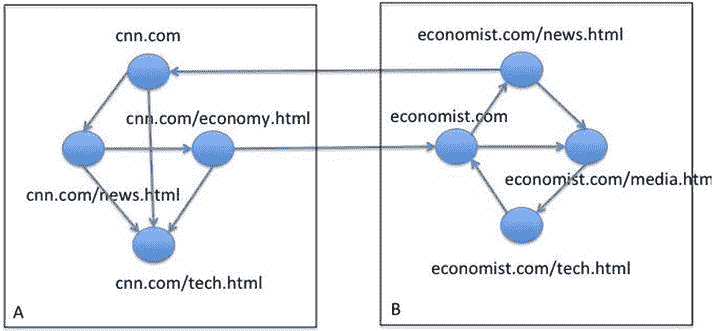 cnn.com
cnn.com/economy.html
cnn.com/news.html
cnn.com/tech.html
A
economist.com/news.html
economist.com
economist.com/media.htm
economist.com/tech.html
B